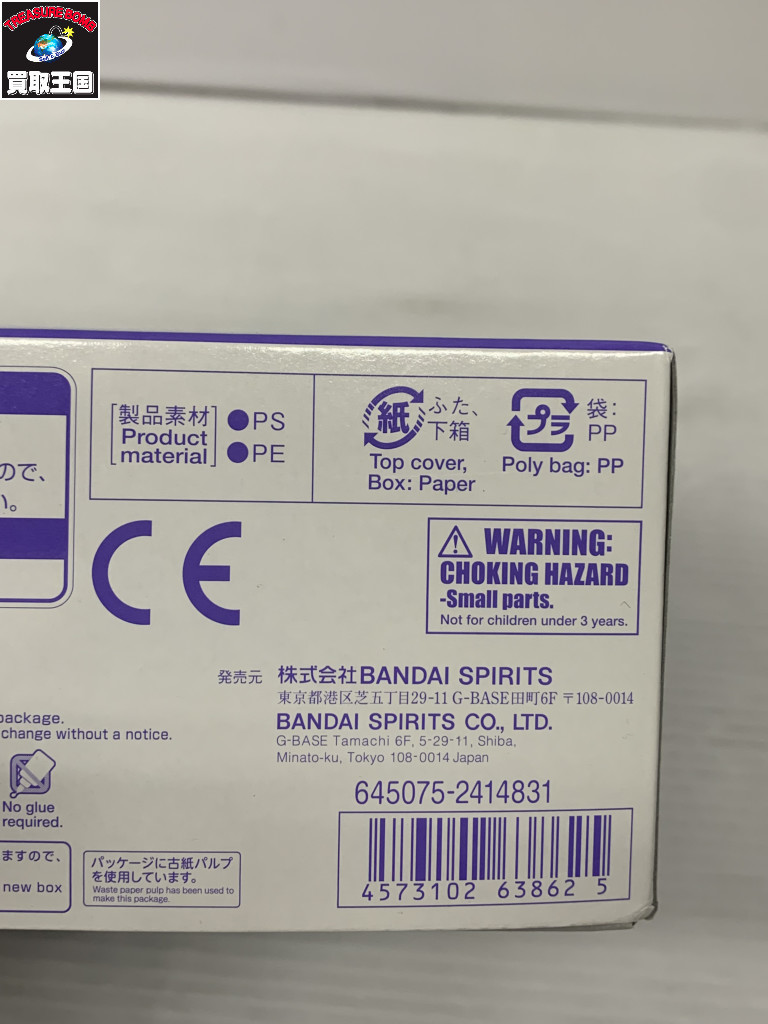 TREASURE BOMB
買取王国
[製品素材]
Product
material
●PS
●PE
紙
ふた、
下箱
Top cover,
Box: Paper
プラ
袋:
PP
Poly bag: PP
ので、
い。
CE
WARNING:
CHOKING HAZARD
-Small parts.
Not for children under 3 years.
発売元 株式会社BANDAI SPIRITS
東京都港区芝五丁目29-11 G-BASE田町6F 〒108-0014
BANDAI SPIRITS CO., LTD.
G-BASE Tamachi 6F, 5-29-11, Shiba,
Minato-ku, Tokyo 108-0014 Japan
package.
change without a notice.
No glue
required.
ますので、
new box
パッケージに古紙パルプ
を使用しています。
Waste paper pulp has been used to
make this package.
645075-2414831
4573102 63862 5